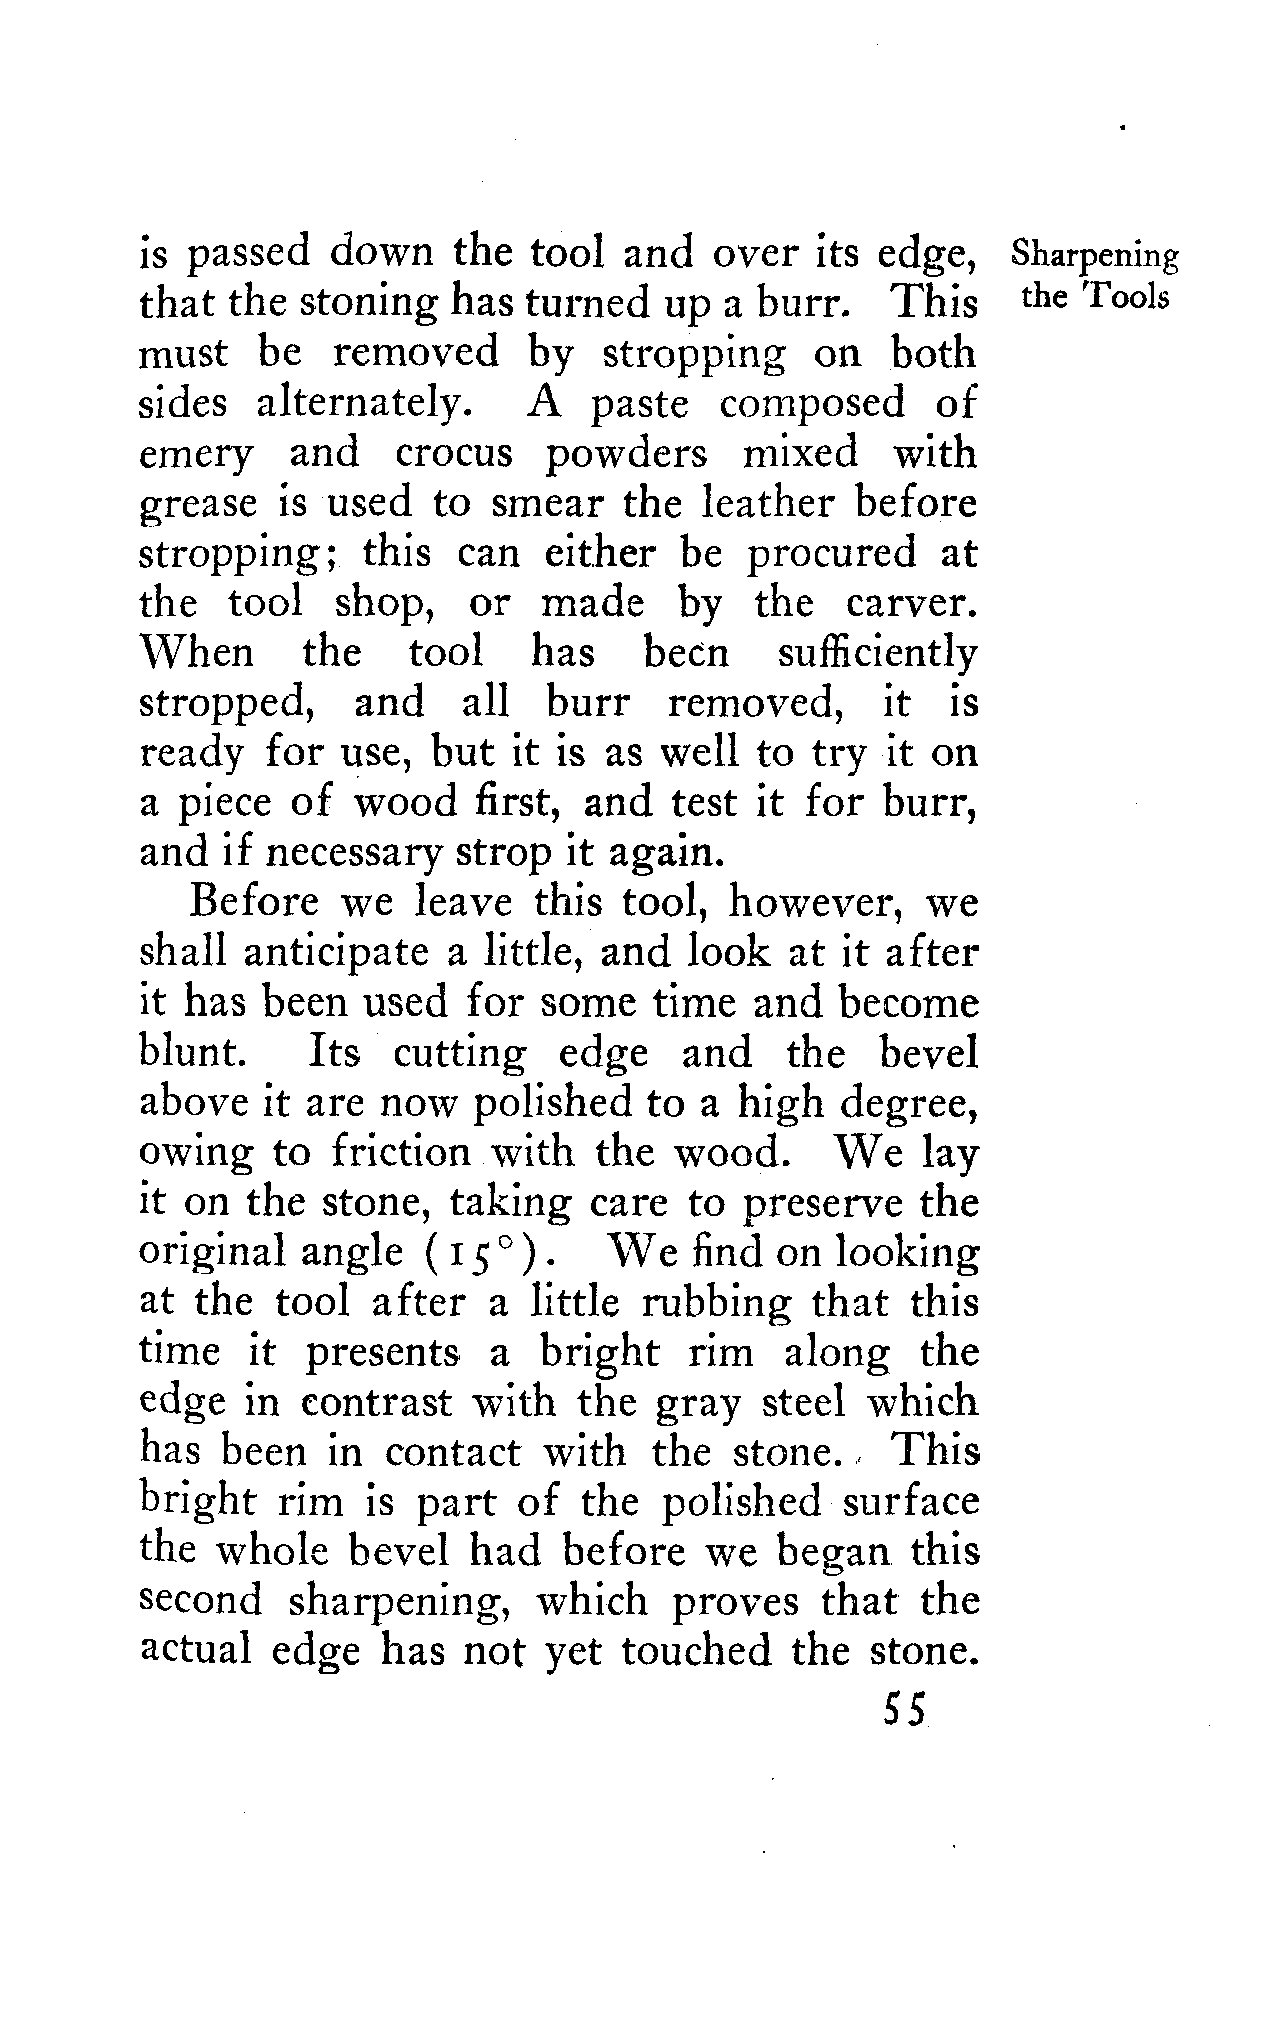 is passed down the tool and over its edge,
that the stoning has turned up a burr. This
must be removed by stropping on both
sides alternately. A paste composed of
emery and crocus powders mixed with
grease is used to smear the leather before
stropping; this can either be procured at
the tool shop, or made by the carver.
When the tool has been sufficiently
stropped, and all burr removed, it is
ready for use, but it is as well to try it on
a piece of wood first, and test it for burr,
and if necessary strop it again.
Before we leave this tool, however, we
shall anticipate a little, and look at it after
it has been used for some time and become
blunt. Its cutting edge and the bevel
above it are now polished to a high degree,
owing to friction with the wood. We lay
it on the stone, taking care to preserve the
original angle (15°). We find on looking
at the tool after a little rubbing that this
time it presents a bright rim along the
edge in contrast with the gray steel which
has been in contact with the stone. This
bright rim is part of the polished surface
the whole bevel had before we began this
second sharpening, which proves that the
actual edge has not yet touched the stone.
Sharpening
the Tools
55